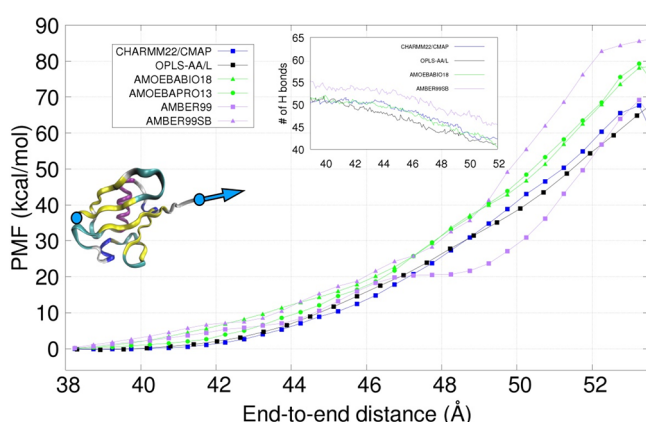 90
80
70
60
50
40
30
20
10
0
PMF (kcal/mol)
38
40
42
44
46
48
50
52
End-to-end distance (Å)
CHARMM22/CMAP
OPLS-AA/L
AMOEBABIO18
AMOEBAPRO13
AMBER99
AMBER99SB
65
60
55
50
45
40
# of H bonds
40
42
44
46
48
50
52
CHARMM22/CMAP
OPLS-AA/L
AMOEBABIO18
AMBER99SB